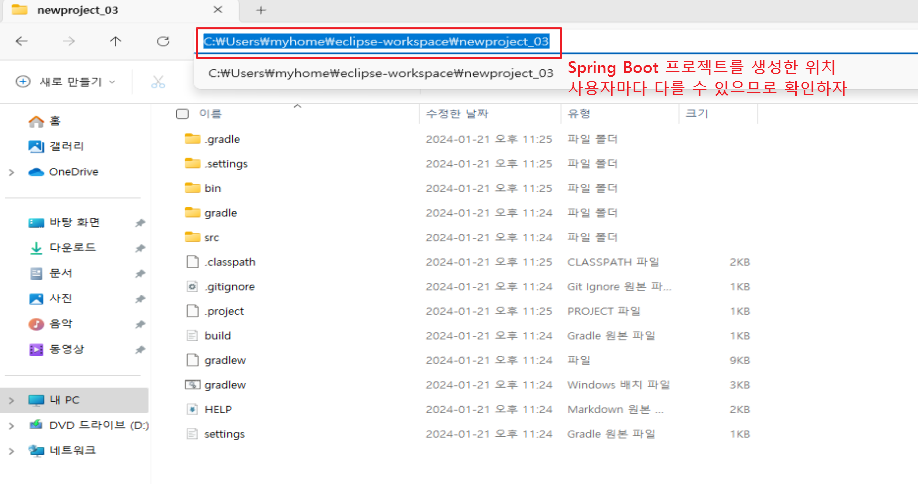 newproject_03
C:₩Users₩myhome₩eclipse-workspace₩newproject_03
새로 만들기
C:₩Users₩myhome₩eclipse-workspace₩newproject_03
Spring Boot 프로젝트를 생성한 위치
사용자마다 다를 수 있으므로 확인하자
이름 수정한 날짜 유형 크기
홈
갤러리
OneDrive
바탕 화면
다운로드
문서
사진
음악
동영상
내 PC
DVD 드라이브 (D:)
네트워크
.gradle 2024-01-21 오후 11:25 파일 폴더
.settings 2024-01-21 오후 11:25 파일 폴더
bin 2024-01-21 오후 11:25 파일 폴더
gradle 2024-01-21 오후 11:24 파일 폴더
src 2024-01-21 오후 11:24 파일 폴더
.classpath 2024-01-21 오후 11:25 CLASSPATH 파일 2KB
.gitignore 2024-01-21 오후 11:24 Git Ignore 원본 파... 1KB
.project 2024-01-21 오후 11:25 PROJECT 파일 1KB
build 2024-01-21 오후 11:24 Gradle 원본 파일 1KB
gradlew 2024-01-21 오후 11:24 파일 9KB
gradlew 2024-01-21 오후 11:24 Windows 배치 파일 3KB
HELP 2024-01-21 오후 11:24 Markdown 원본 ... 2KB
settings 2024-01-21 오후 11:24 Gradle 원본 파일 1KB